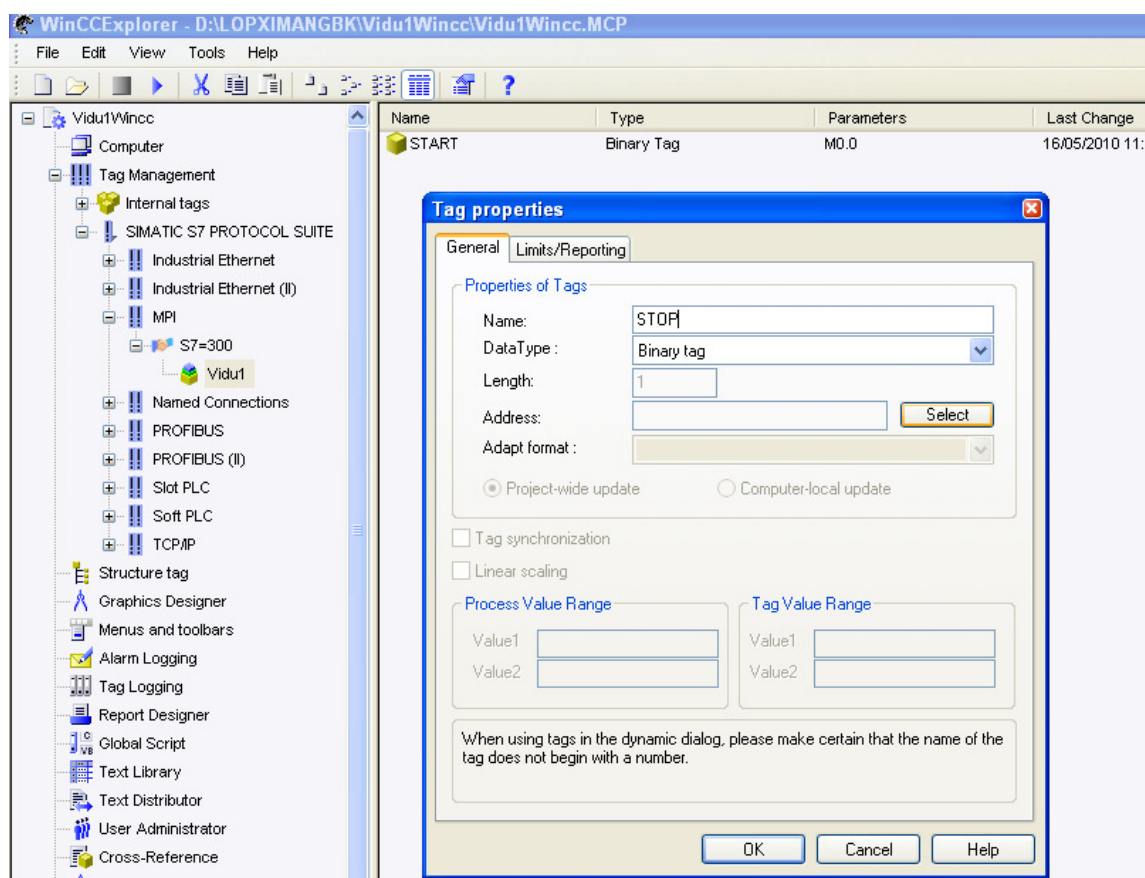 WinCCExplorer - D:\LOPXIMANGBK\Vidu1Wincc\Vidu1Wincc.MCP
File Edit View Tools Help
Vidu1Wincc
Computer
Tag Management
Internal tags
SIMATIC S7 PROTOCOL SUITE
Industrial Ethernet
Industrial Ethernet (II)
MPI
S7=300
Vidu1
Named Connections
PROFIBUS
PROFIBUS (II)
Slot PLC
Soft PLC
TCP/IP
Structure tag
Graphics Designer
Menus and toolbars
Alarm Logging
Tag Logging
Report Designer
Global Script
Text Library
Text Distributor
User Administrator
Cross-Reference
Name Type Parameters Last Change
START Binary Tag M0.0 16/05/2010 11:
Tag properties
General Limits/Reporting
Properties of Tags
Name: STOP
DataType : Binary tag
Length: 1
Address: Select
Adapt format :
Project-wide update Computer-local update
Tag synchronization
Linear scaling
Process Value Range Tag Value Range
Value1 Value1
Value2 Value2
When using tags in the dynamic dialog, please make certain that the name of the
tag does not begin with a number.
OK Cancel Help